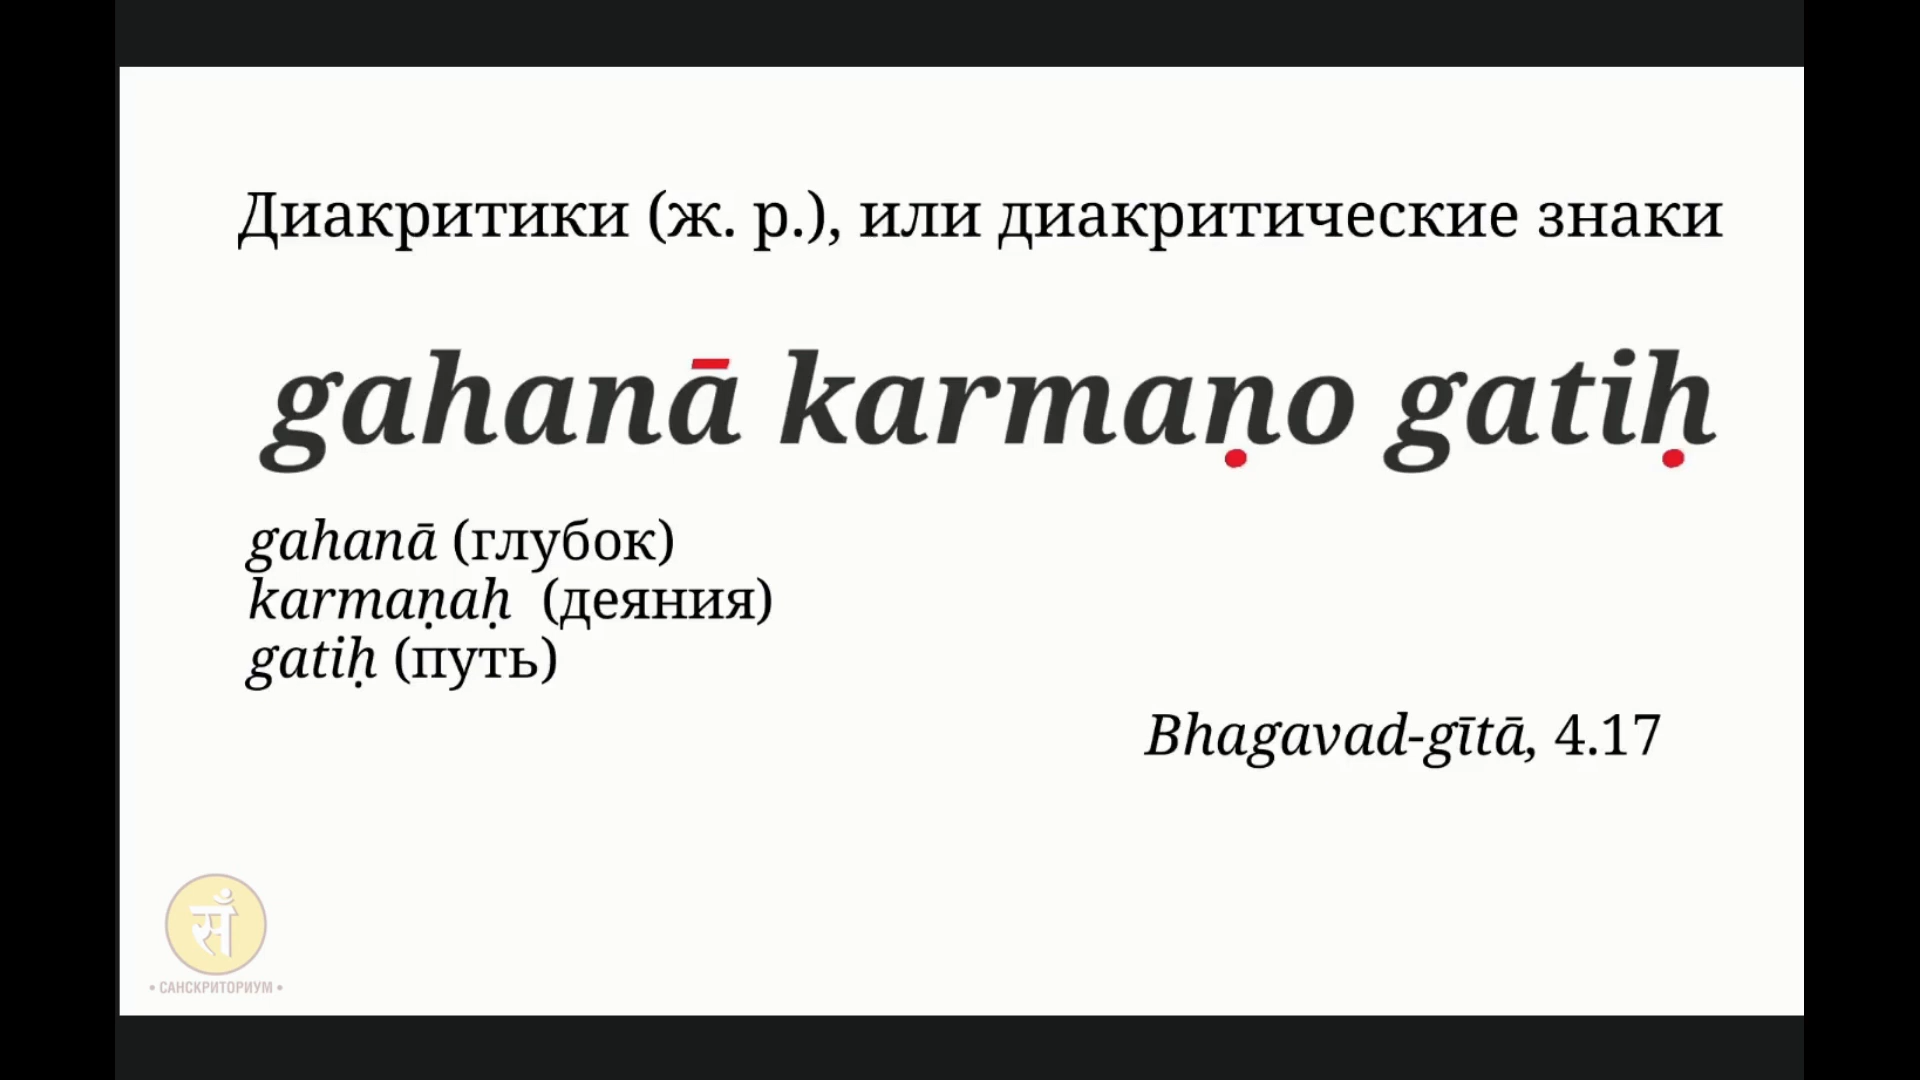 Диакритики (ж. р.), или диакритические знаки
gahanā karmaṇo gatiḥ
gahanā (глубок)
karmaṇaḥ (деяния)
gatiḥ (путь)
Bhagavad-gītā, 4.17
सँ
• САНСКРИТОРИУМ •